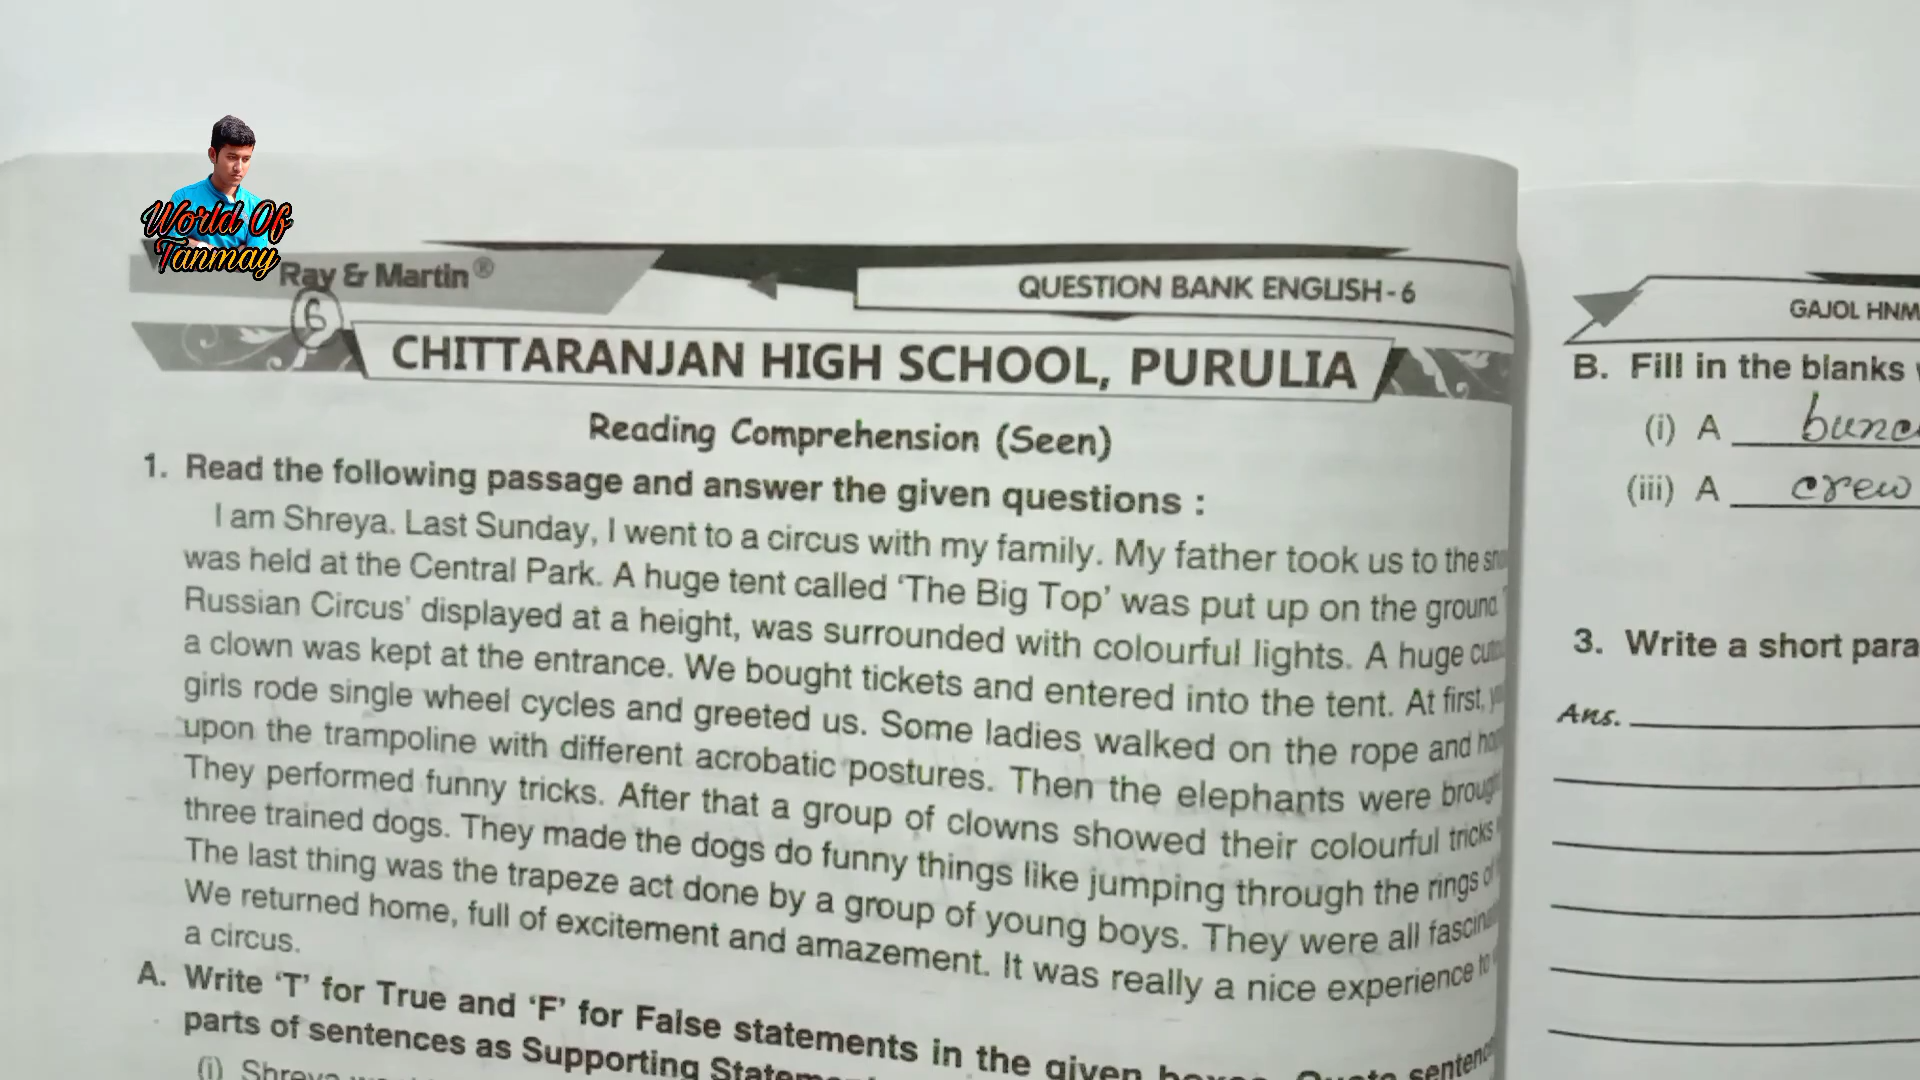 World Of
Tanmay
Ray & Martin®
QUESTION BANK ENGLISH - 6
6
CHITTARANJAN HIGH SCHOOL, PURULIA
Reading Comprehension (Seen)
1. Read the following passage and answer the given questions :
I am Shreya. Last Sunday, I went to a circus with my family. My father took us to the
was held at the Central Park. A huge tent called ‘The Big Top’ was put up on the ground.
Russian Circus’ displayed at a height, was surrounded with colourful lights. A huge
a clown was kept at the entrance. We bought tickets and entered into the tent. At first,
girls rode single wheel cycles and greeted us. Some ladies walked on the rope and
upon the trampoline with different acrobatic postures. Then the elephants were
They performed funny tricks. After that a group of clowns showed their colourful tricks
three trained dogs. They made the dogs do funny things like jumping through the rings of
The last thing was the trapeze act done by a group of young boys. They were all
We returned home, full of excitement and amazement. It was really a nice experience to
a circus.
A. Write ‘T’ for True and ‘F’ for False statements in the given boxes. Quote
parts of sentences as Supporting
(i) Shreya
GAJOL HNM
B. Fill in the blanks
(i) A
(iii) A crew
3. Write a short
Ans.